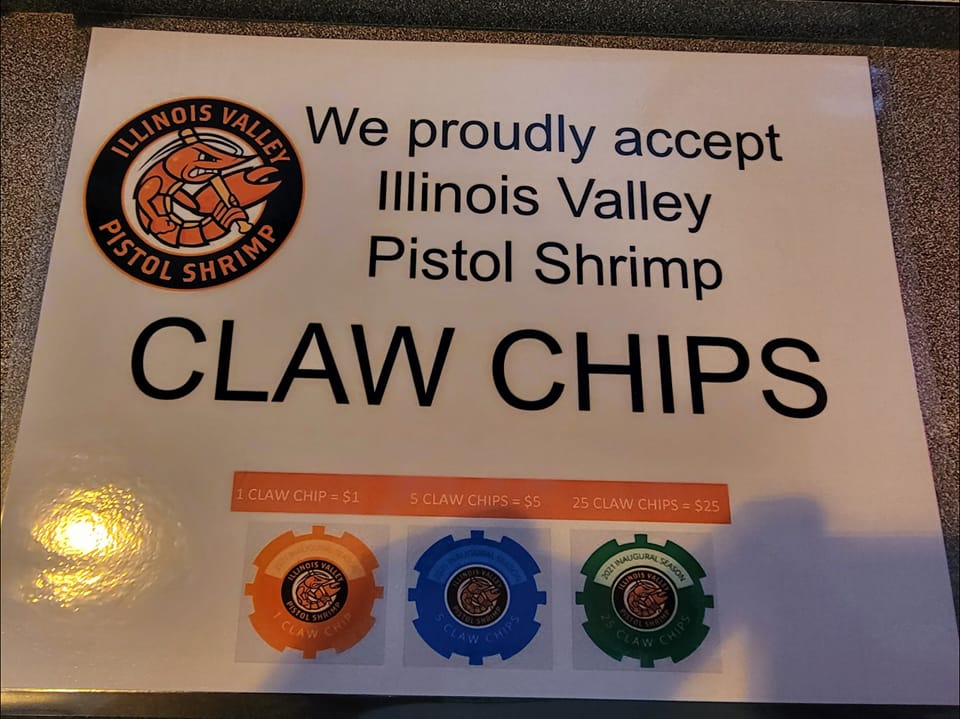 ILLINOIS VALLEY
PISTOL SHRIMP
We proudly accept
Illinois Valley
Pistol Shrimp
CLAW CHIPS
1 CLAW CHIP = $1
5 CLAW CHIPS = $5
25 CLAW CHIPS = $25
INAUGURAL SEASON
ILLINOIS VALLEY
PISTOL SHRIMP
1 CLAW CHIP
ILLINOIS VALLEY
PISTOL SHRIMP
5 CLAW CHIPS
2021 INAUGURAL SEASON
ILLINOIS VALLEY
PISTOL SHRIMP
25 CLAW CHIPS